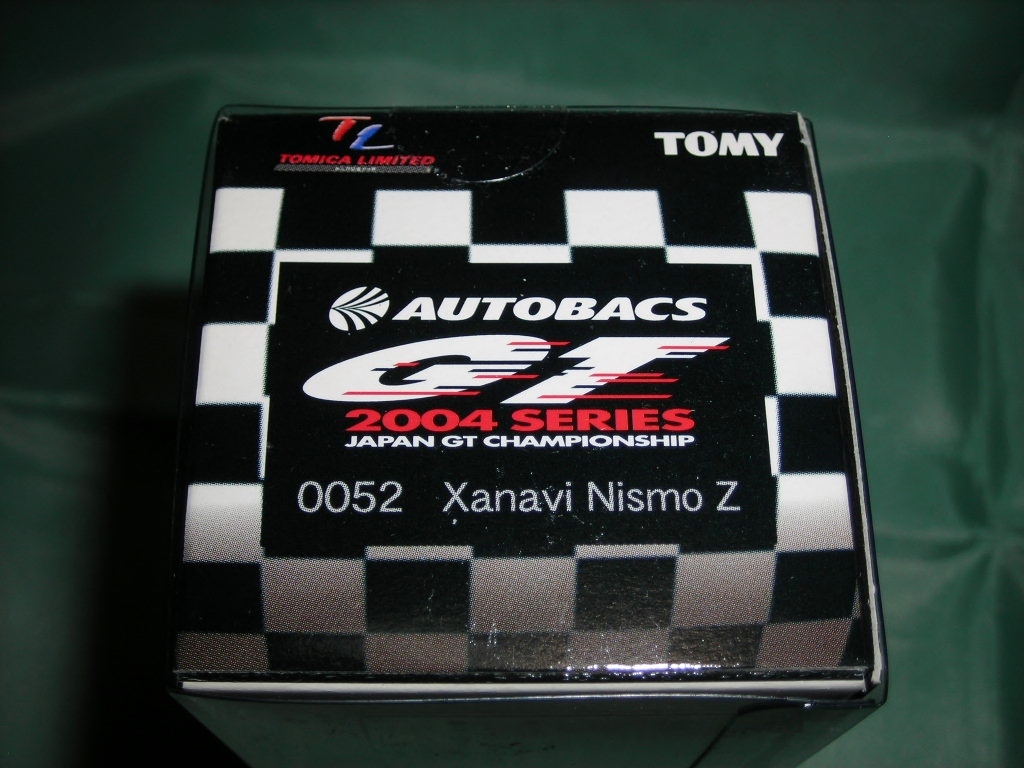 TL
TOMICA LIMITED
TOMY
AUTOBACS
GT
2004 SERIES
JAPAN GT CHAMPIONSHIP
0052 Xanavi Nismo Z